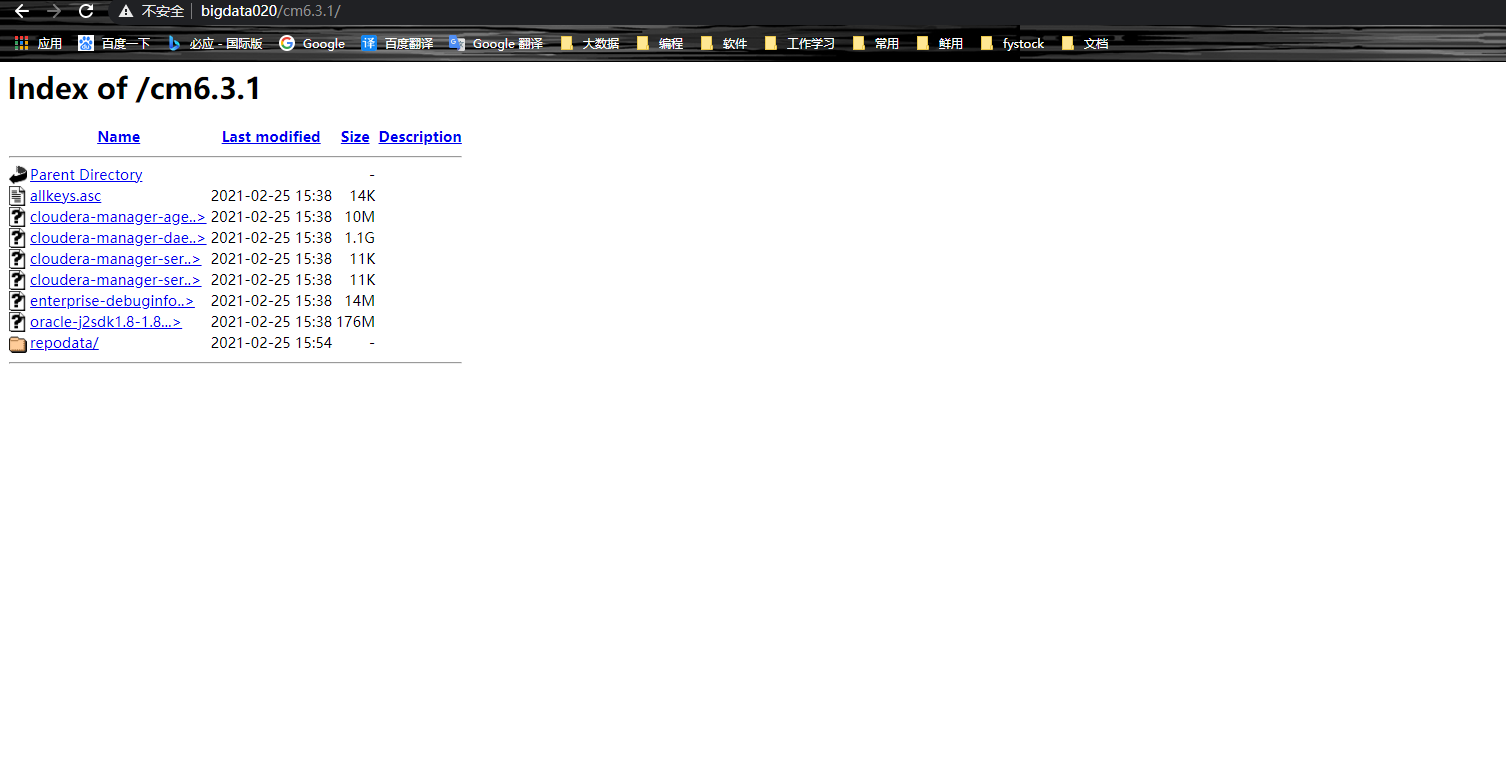 不安全 bigdata020/cm6.3.1/
应用 百度一下 必应 - 国际版 Google 百度翻译 Google 翻译 大数据 编程 软件 工作学习 常用 鲜用 fystock 文档
Index of /cm6.3.1
Name Last modified Size Description
Parent Directory -
allkeys.asc 2021-02-25 15:38 14K
cloudera-manager-age..> 2021-02-25 15:38 10M
cloudera-manager-dae..> 2021-02-25 15:38 1.1G
cloudera-manager-ser..> 2021-02-25 15:38 11K
cloudera-manager-ser..> 2021-02-25 15:38 11K
enterprise-debuginfo..> 2021-02-25 15:38 14M
oracle-j2sdk1.8-1.8...> 2021-02-25 15:38 176M
repodata/ 2021-02-25 15:54 -